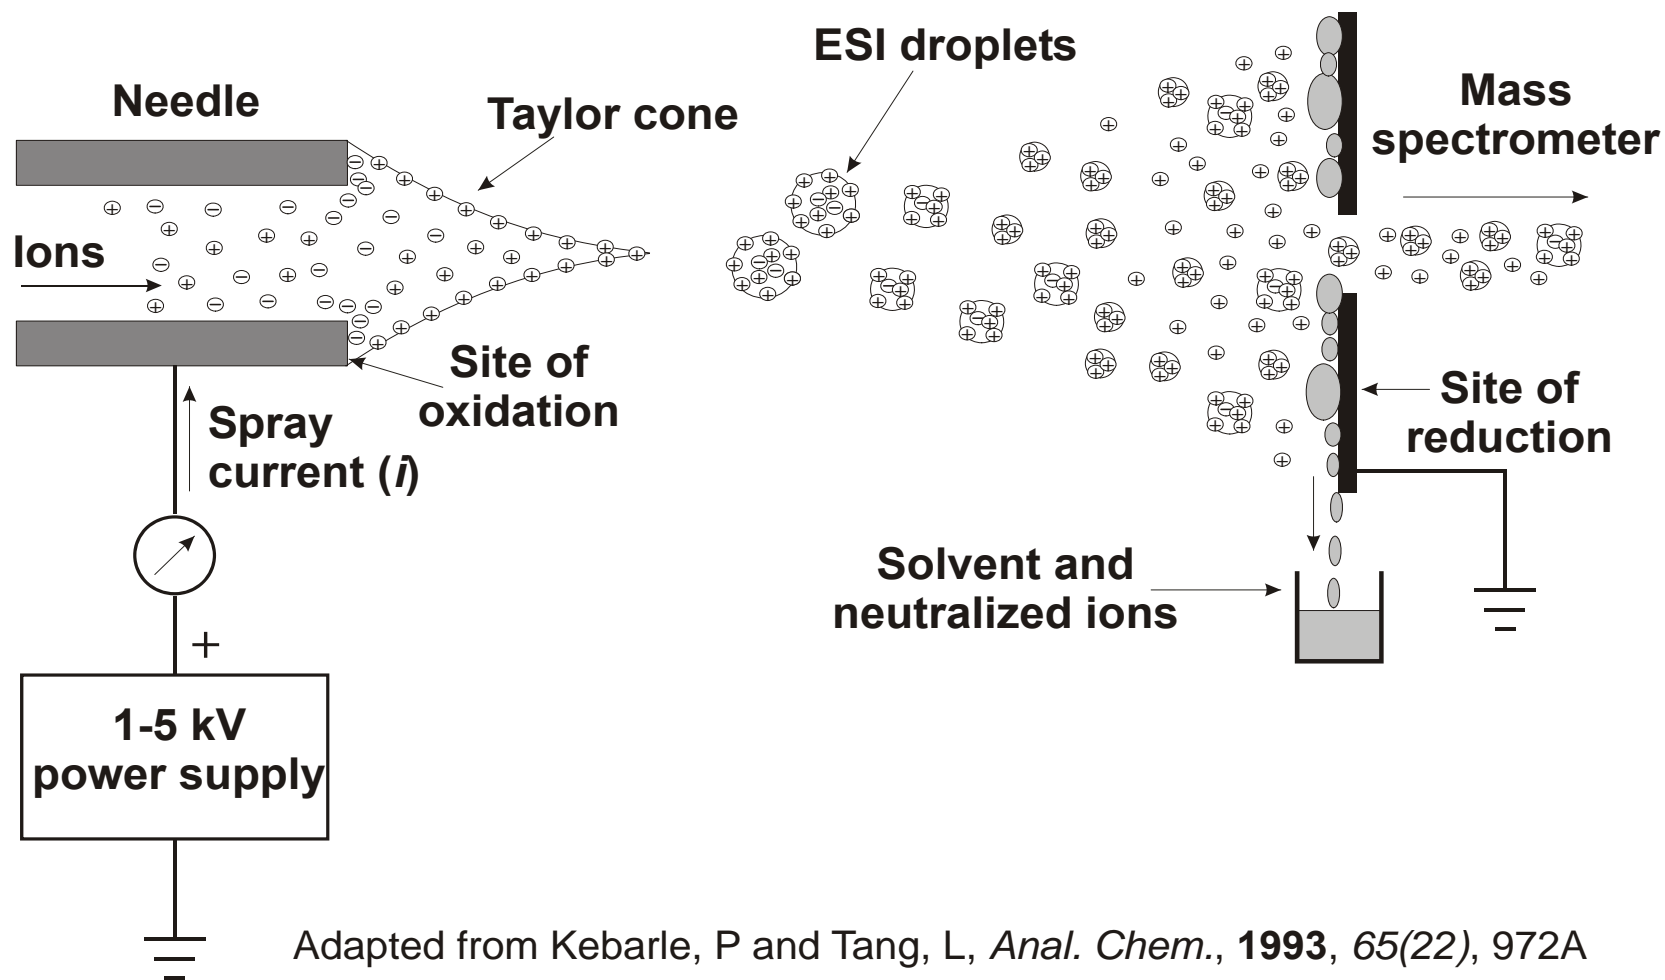 ESI droplets
Needle
Taylor cone
Mass
spectrometer
Ions
Site of
oxidation
Spray
current (i)
Site of
reduction
Solvent and
neutralized ions
+
1-5 kV
power supply
Adapted from Kebarle, P and Tang, L, Anal. Chem., 1993, 65(22), 972A